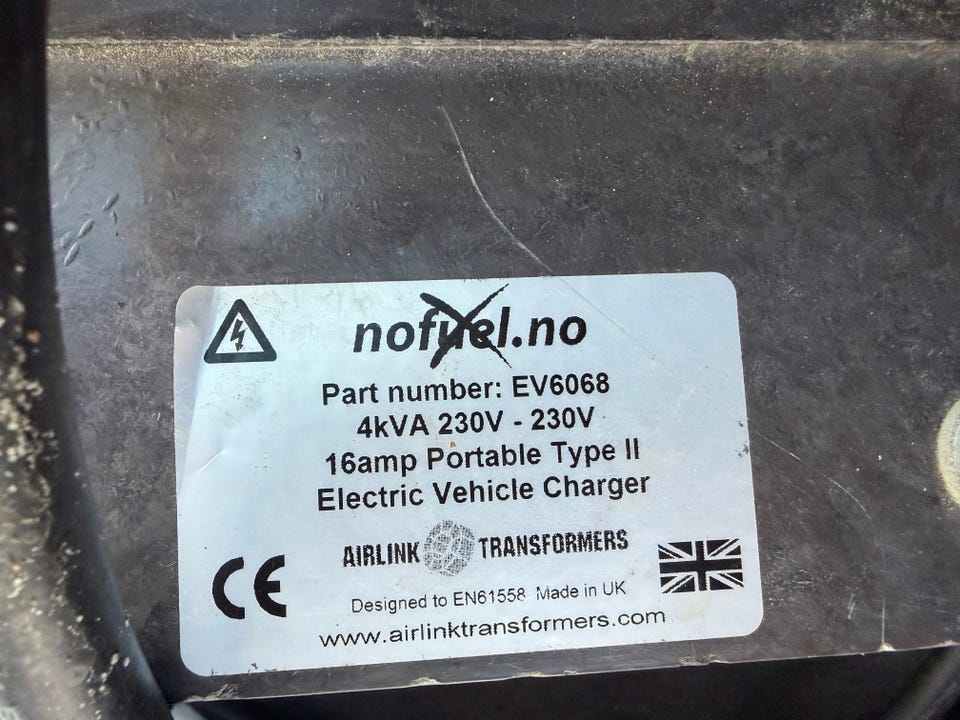 nofuel.no
Part number: EV6068
4kVA 230V - 230V
16amp Portable Type II
Electric Vehicle Charger
AIRLINK TRANSFORMERS
CE
Designed to EN61558 Made in UK
www.airlinktransformers.com